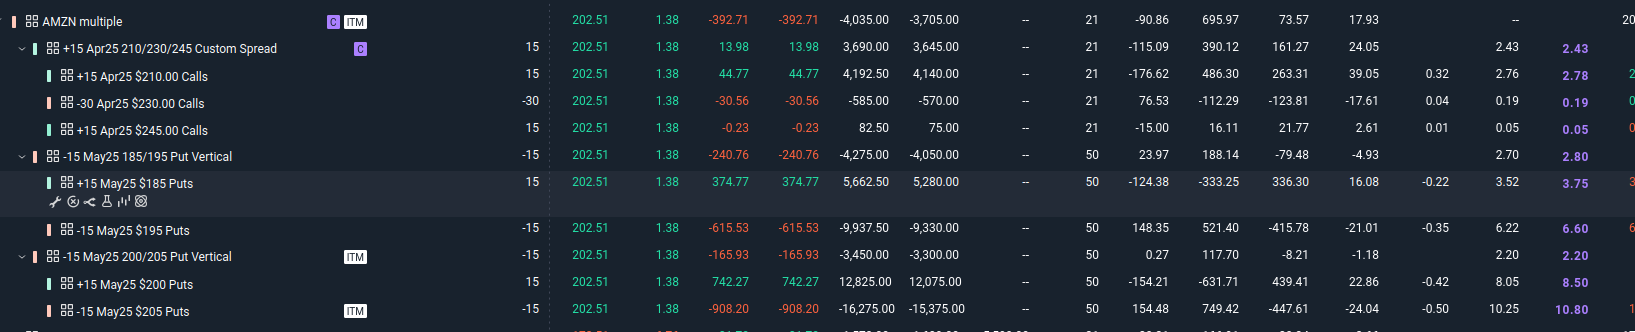 AMZN multiple C ITM 202.51 1.38 -392.71 -392.71 -4,035.00 -3,705.00 -- 21 -90.86 695.97 73.57 17.93 -- 20
+15 Apr25 210/230/245 Custom Spread C 15 202.51 1.38 13.98 13.98 3,690.00 3,645.00 -- 21 -115.09 390.12 161.27 24.05 2.43 2.43
+15 Apr25 $210.00 Calls 15 202.51 1.38 44.77 44.77 4,192.50 4,140.00 -- 21 -176.62 486.30 263.31 39.05 0.32 2.76 2.78 2
-30 Apr25 $230.00 Calls -30 202.51 1.38 -30.56 -30.56 -585.00 -570.00 -- 21 76.53 -112.29 -123.81 -17.61 0.04 0.19 0.19 0
+15 Apr25 $245.00 Calls 15 202.51 1.38 -0.23 -0.23 82.50 75.00 -- 21 -15.00 16.11 21.77 2.61 0.01 0.05 0.05 0
-15 May25 185/195 Put Vertical -15 202.51 1.38 -240.76 -240.76 -4,275.00 -4,050.00 -- 50 23.97 188.14 -79.48 -4.93 2.70 2.80
+15 May25 $185 Puts 15 202.51 1.38 374.77 374.77 5,662.50 5,280.00 -- 50 -124.38 -333.25 336.30 16.08 -0.22 3.52 3.75 3
-15 May25 $195 Puts -15 202.51 1.38 -615.53 -615.53 -9,937.50 -9,330.00 -- 50 148.35 521.40 -415.78 -21.01 -0.35 6.22 6.60 6
-15 May25 200/205 Put Vertical ITM -15 202.51 1.38 -165.93 -165.93 -3,450.00 -3,300.00 -- 50 0.27 117.70 -8.21 -1.18 2.20 2.20
+15 May25 $200 Puts 15 202.51 1.38 742.27 742.27 12,825.00 12,075.00 -- 50 -154.21 -631.71 439.41 22.86 -0.42 8.05 8.50
-15 May25 $205 Puts ITM -15 202.51 1.38 -908.20 -908.20 -16,275.00 -15,375.00 -- 50 154.48 749.42 -447.61 -24.04 -0.50 10.25 10.80 1